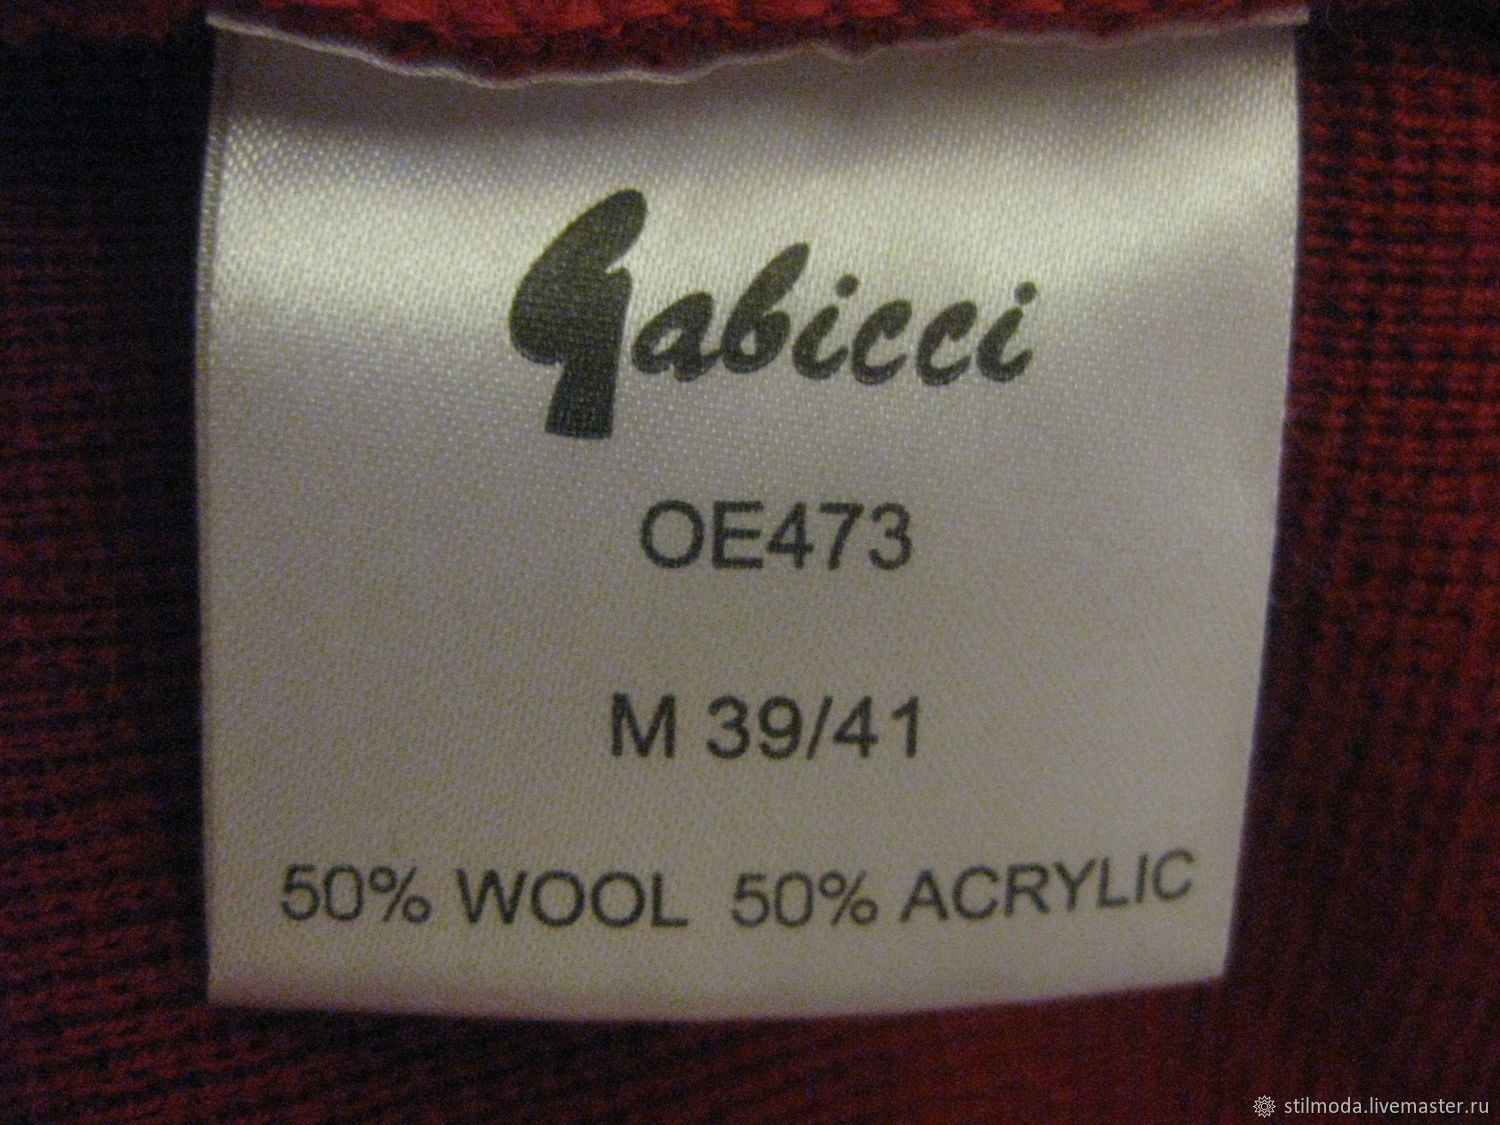 Gabicci
OE473
M 39/41
50% WOOL 50% ACRYLIC
stilmoda.livemaster.ru